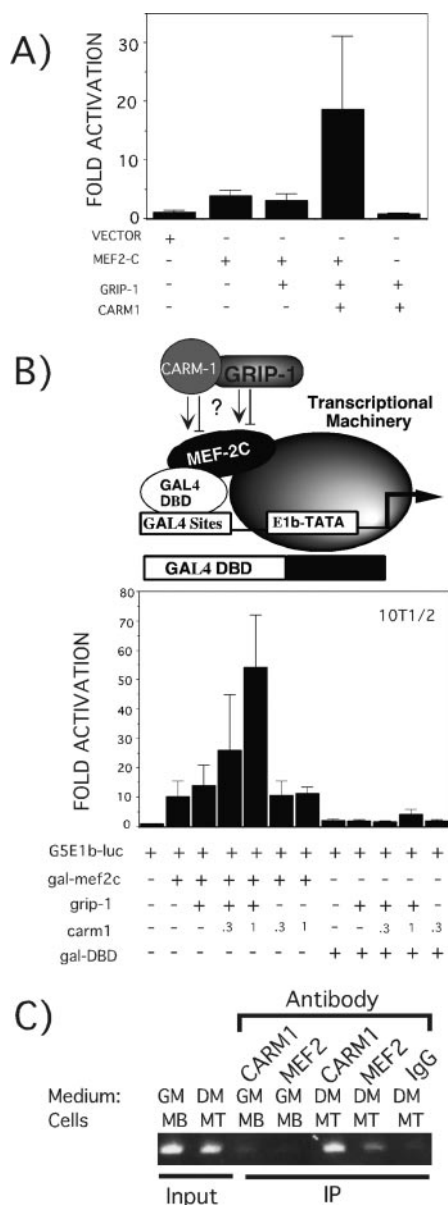 A)
FOLD ACTIVATION
30
20
10
0
VECTOR + - - - -
MEF2-C - + + + -
GRIP-1 - - + + +
CARM1 - - - + +
B)
CARM-1
GRIP-1
?
Transcriptional
Machinery
MEF-2C
GAL4
DBD
GAL4 Sites
E1b-TATA
GAL4 DBD
10T1/2
FOLD ACTIVATION
80
70
60
50
40
30
20
10
0
G5E1b-luc + + + + + + + + + + + +
gal-mef2c - + + + + + + - - - - -
grip-1 - - + + + - - - + + + -
carm1 - - - .3 1 .3 1 - - .3 1 .3
gal-DBD - - - - - - - + + + + +
C)
Antibody
CARM1 MEF2 CARM1 MEF2 IgG
Medium: GM DM GM GM DM DM DM
Cells MB MT MB MB MT MT MT
Input IP